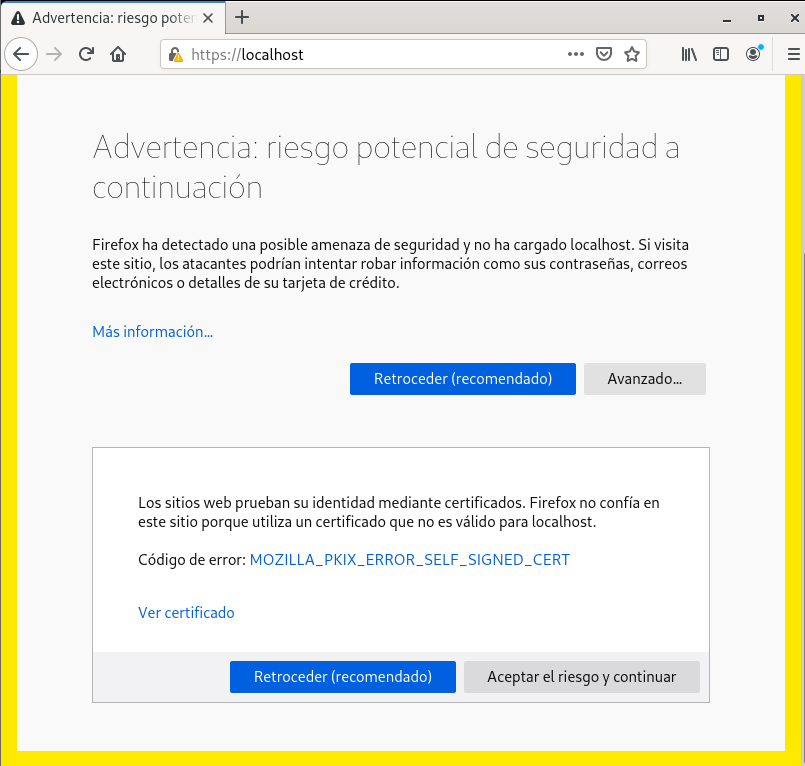 Advertencia: riesgo poten
https://localhost
Advertencia: riesgo potencial de seguridad a
continuación
Firefox ha detectado una posible amenaza de seguridad y no ha cargado localhost. Si visita
este sitio, los atacantes podrían intentar robar información como sus contraseñas, correos
electrónicos o detalles de su tarjeta de crédito.
Más información...
Retroceder (recomendado) Avanzado...
Los sitios web prueban su identidad mediante certificados. Firefox no confía en
este sitio porque utiliza un certificado que no es válido para localhost.
Código de error: MOZILLA_PKIX_ERROR_SELF_SIGNED_CERT
Ver certificado
Retroceder (recomendado) Aceptar el riesgo y continuar